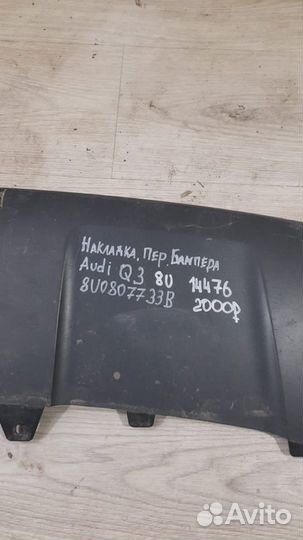 Накладка, пер. Бампера
Audi Q3 8U 14476
8U0807733B 2000₽
Avito